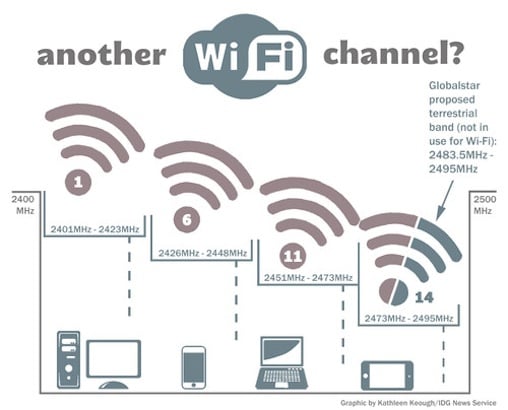 another WiFi channel?
Globalstar
proposed
terrestrial
band (not in
use for Wi-Fi):
2483.5MHz -
2495MHz
2400
MHz
2500
MHz
1
2401MHz - 2423MHz
6
2426MHz - 2448MHz
11
2451MHz - 2473MHz
14
2473MHz - 2495MHz
Graphic by Kathleen Keough/IDG News Service